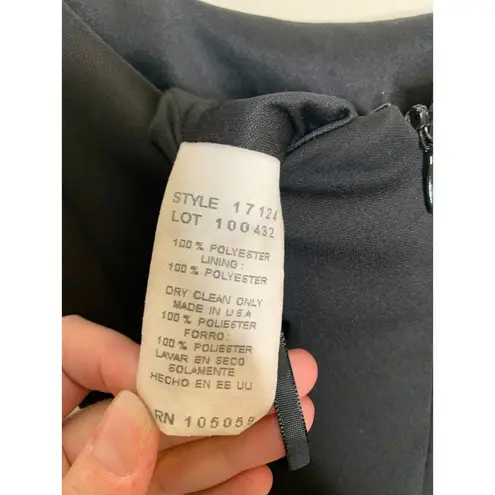 STYLE 17124
LOT 100432
100 % POLYESTER
LINING :
100 % POLYESTER
DRY CLEAN ONLY
MADE IN U.S.A
100 % POLIESTER
FORRO :
100 % POLIESTER
LAVAR EN SECO
SOLAMENTE
HECHO EN EE UU
RN 105059